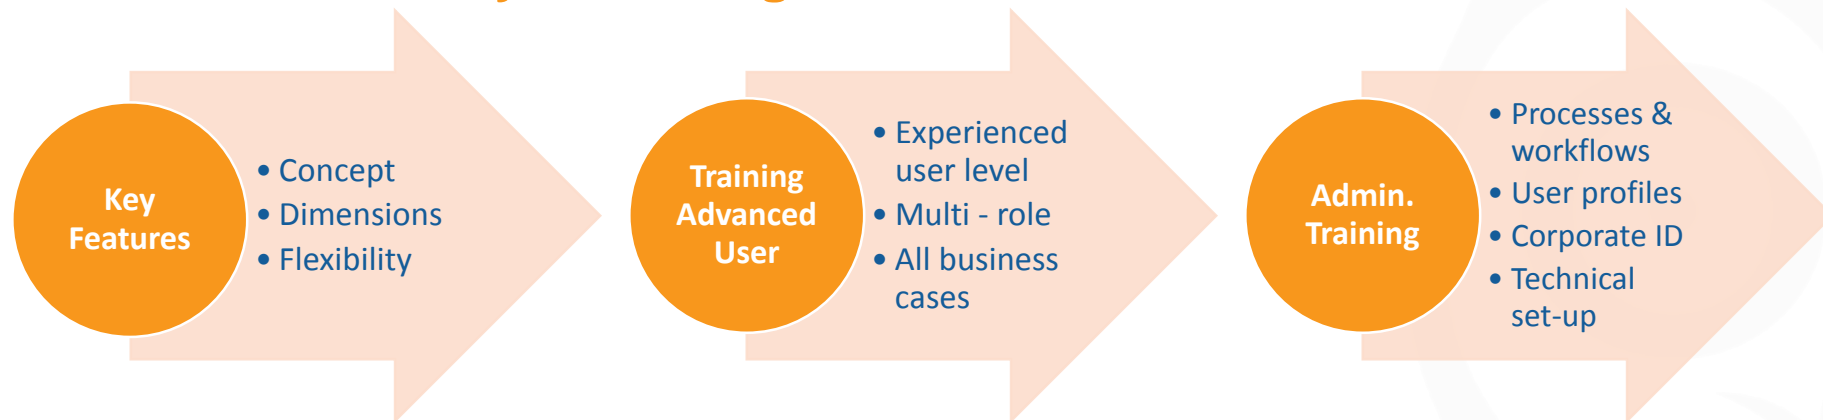 Key
Features
• Concept
• Dimensions
• Flexibility
Training
Advanced
User
• Experienced
user level
• Multi - role
• All business
cases
Admin.
Training
• Processes &
workflows
• User profiles
• Corporate ID
• Technical
set-up